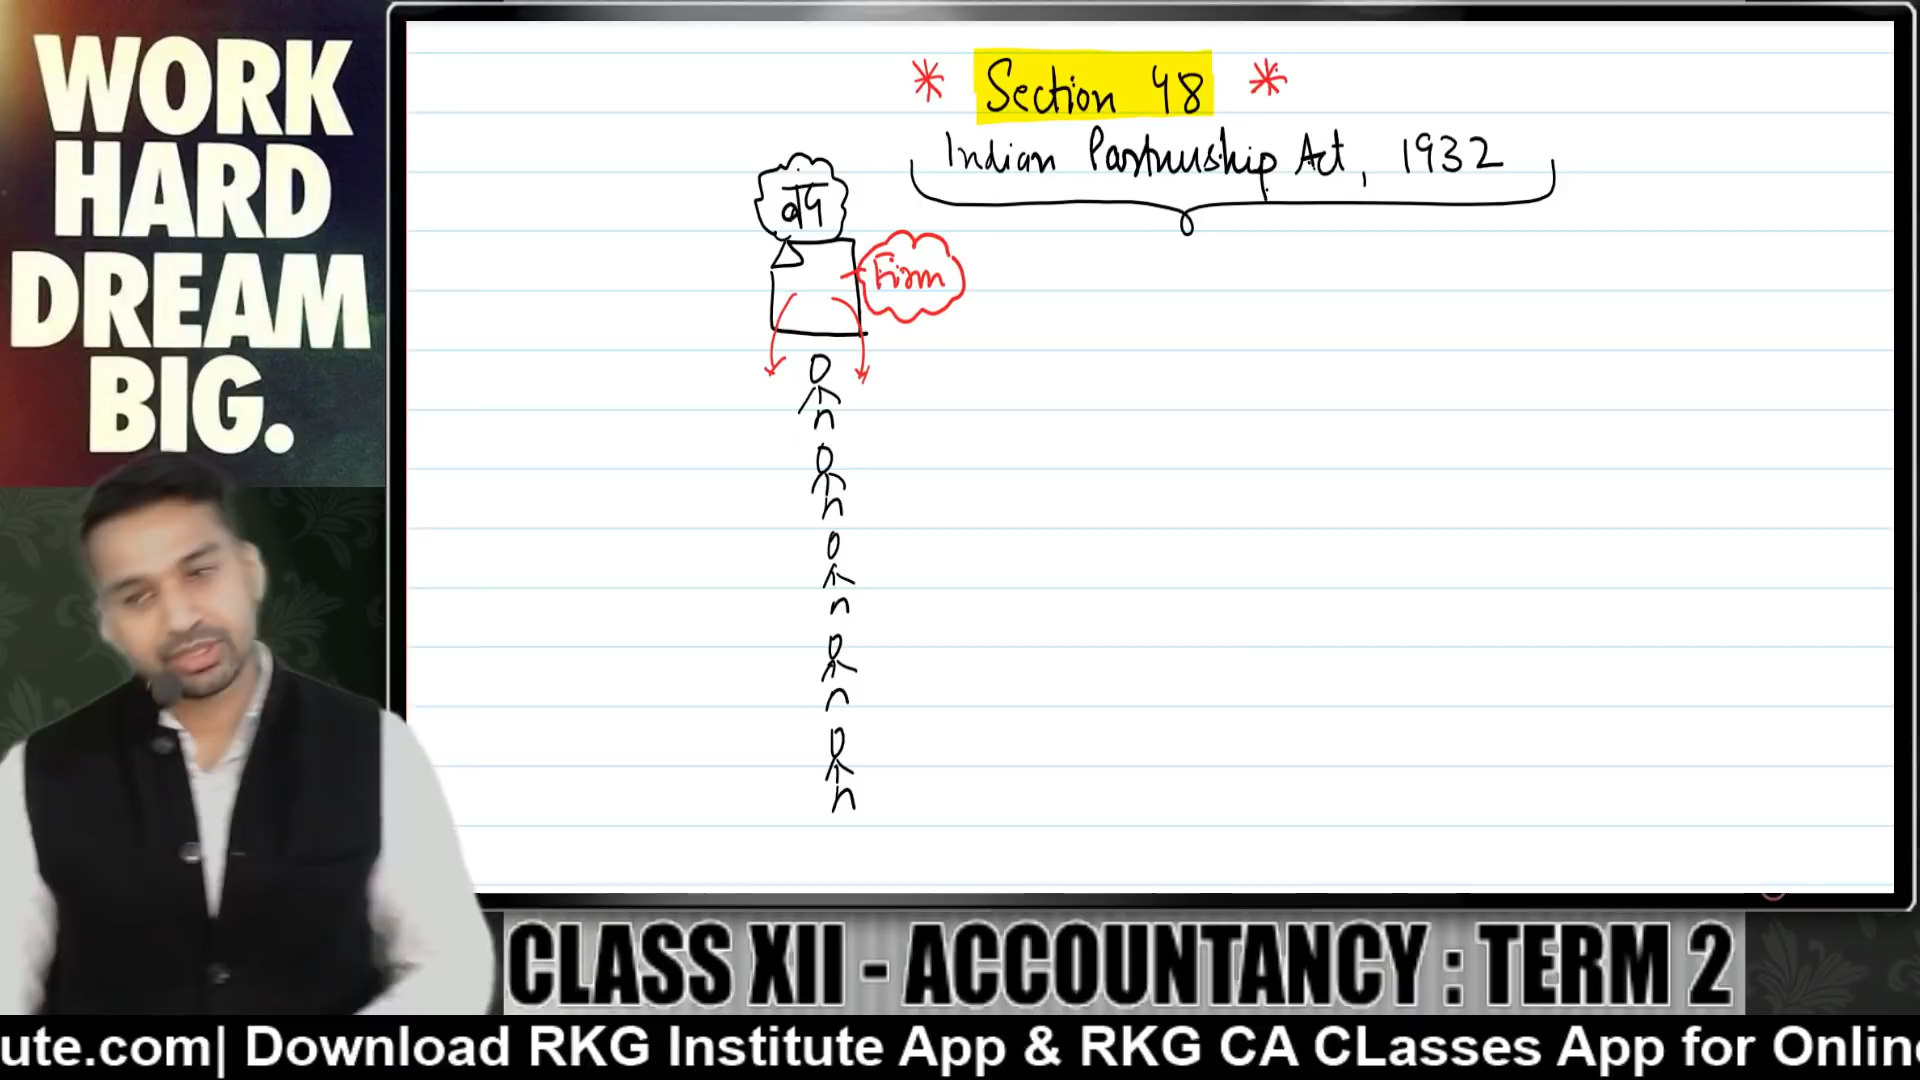 WORK
HARD
DREAM
BIG.
* Section 48 *
Indian Partnership Act, 1932
बाप
Firm
CLASS XII - ACCOUNTANCY : TERM 2
ute.com| Download RKG Institute App & RKG CA CLasses App for Onlin